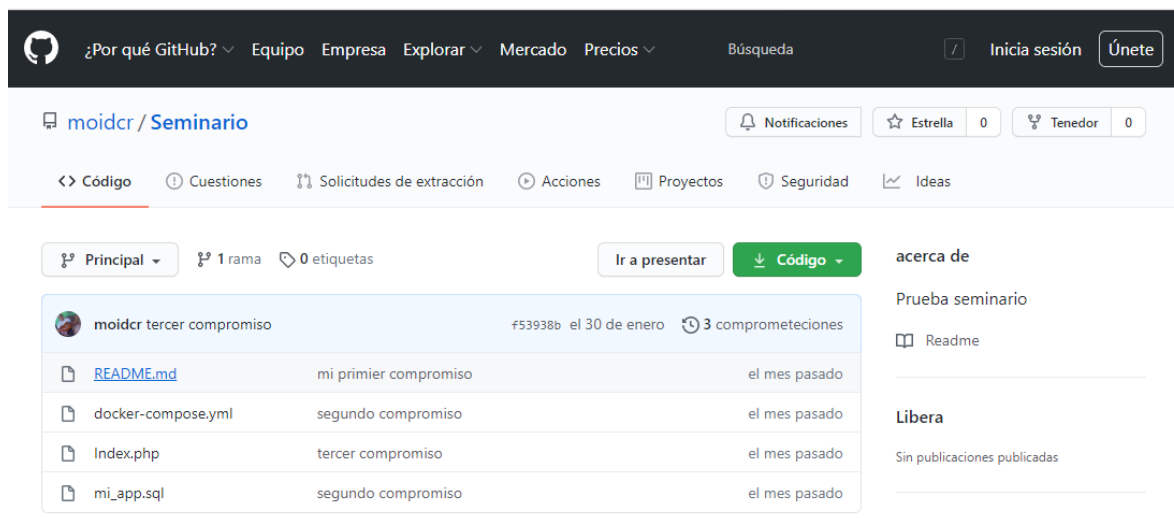 ¿Por qué GitHub? Equipo Empresa Explorar Mercado Precios Búsqueda / Inicia sesión Únete
moidcr / Seminario Notificaciones Estrella 0 Tenedor 0
Código Cuestiones Solicitudes de extracción Acciones Proyectos Seguridad Ideas
Principal 1 rama 0 etiquetas Ir a presentar Código acerca de
Prueba seminario
moidcr tercer compromiso f53938b el 30 de enero 3 comprometeciones
Readme
README.md mi primier compromiso el mes pasado
docker-compose.yml segundo compromiso el mes pasado
Libera
Index.php tercer compromiso el mes pasado
Sin publicaciones publicadas
mi_app.sql segundo compromiso el mes pasado